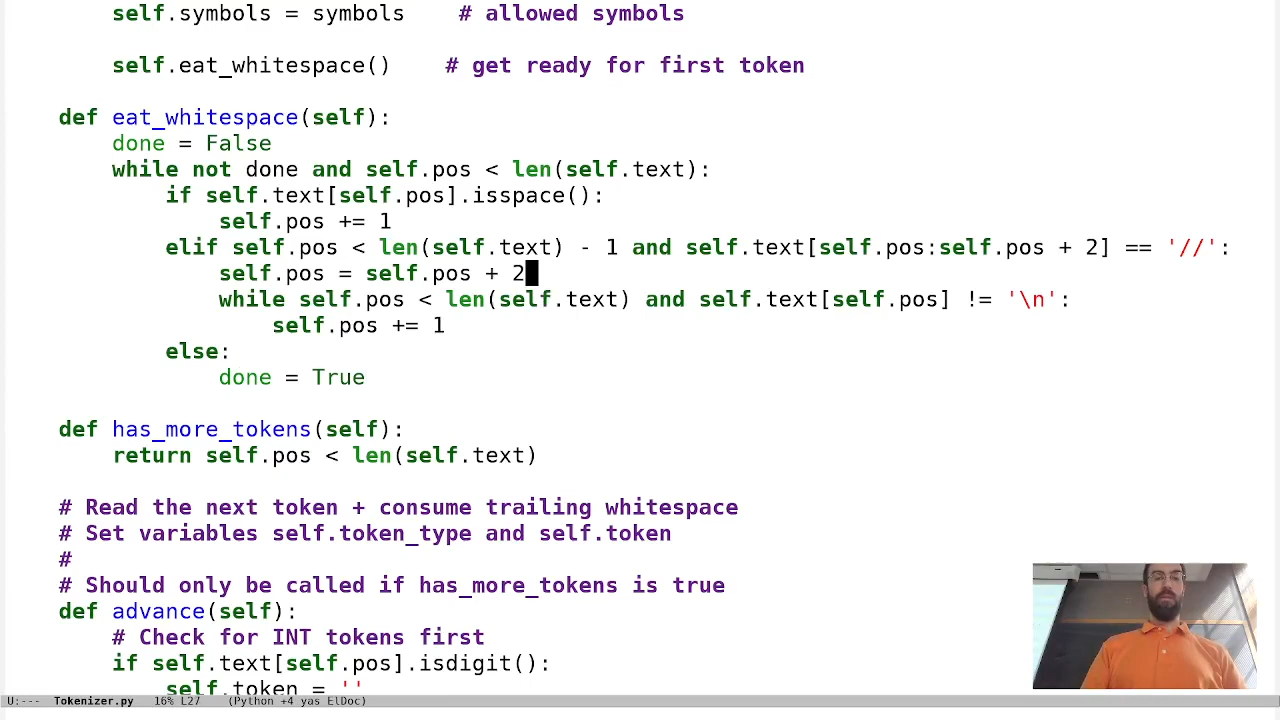 self.symbols = symbols    # allowed symbols
self.eat_whitespace()    # get ready for first token
def eat_whitespace(self):
done = False
while not done and self.pos < len(self.text):
if self.text[self.pos].isspace():
self.pos += 1
elif self.pos < len(self.text) - 1 and self.text[self.pos:self.pos + 2] == '//':
self.pos = self.pos + 2
while self.pos < len(self.text) and self.text[self.pos] != '\n':
self.pos += 1
else:
done = True
def has_more_tokens(self):
return self.pos < len(self.text)
# Read the next token + consume trailing whitespace
# Set variables self.token_type and self.token
#
# Should only be called if has_more_tokens is true
def advance(self):
# Check for INT tokens first
if self.text[self.pos].isdigit():
self.token = ''
U:---  Tokenizer.py   16% L27    (Python +4 yas ElDoc)